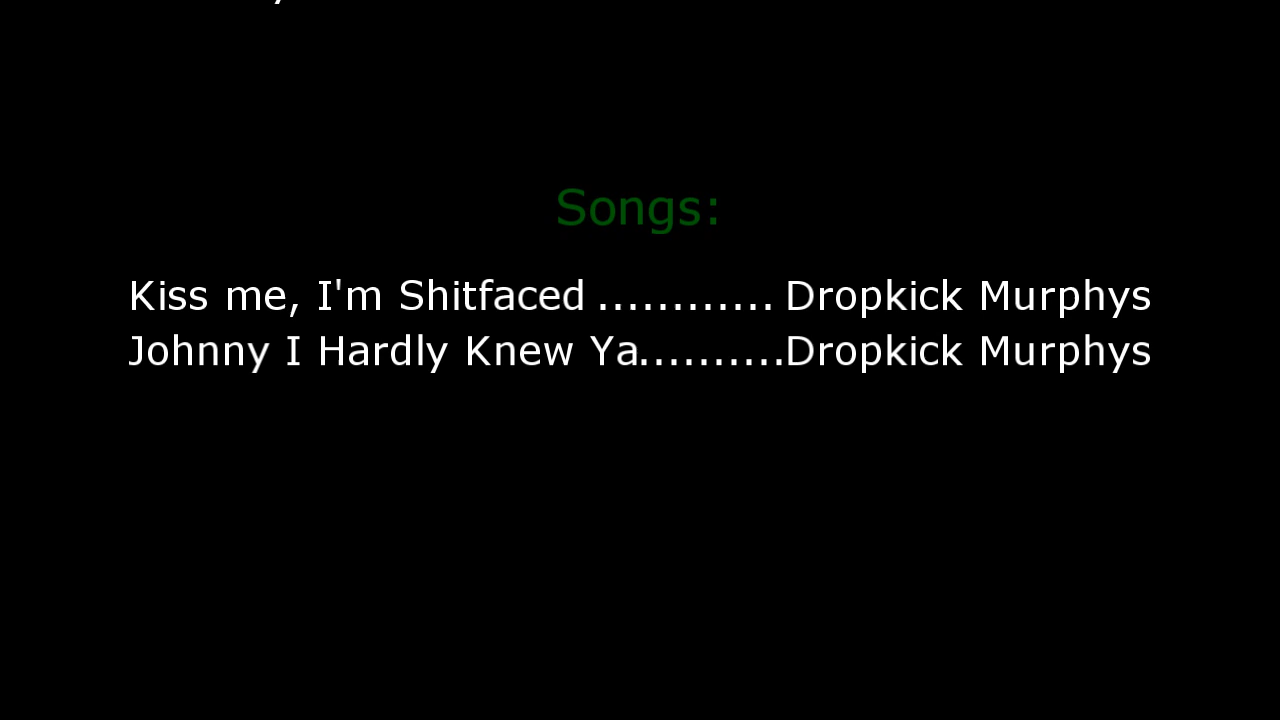 Songs:
Kiss me, I'm Shitfaced ............ Dropkick Murphys
Johnny I Hardly Knew Ya..........Dropkick Murphys